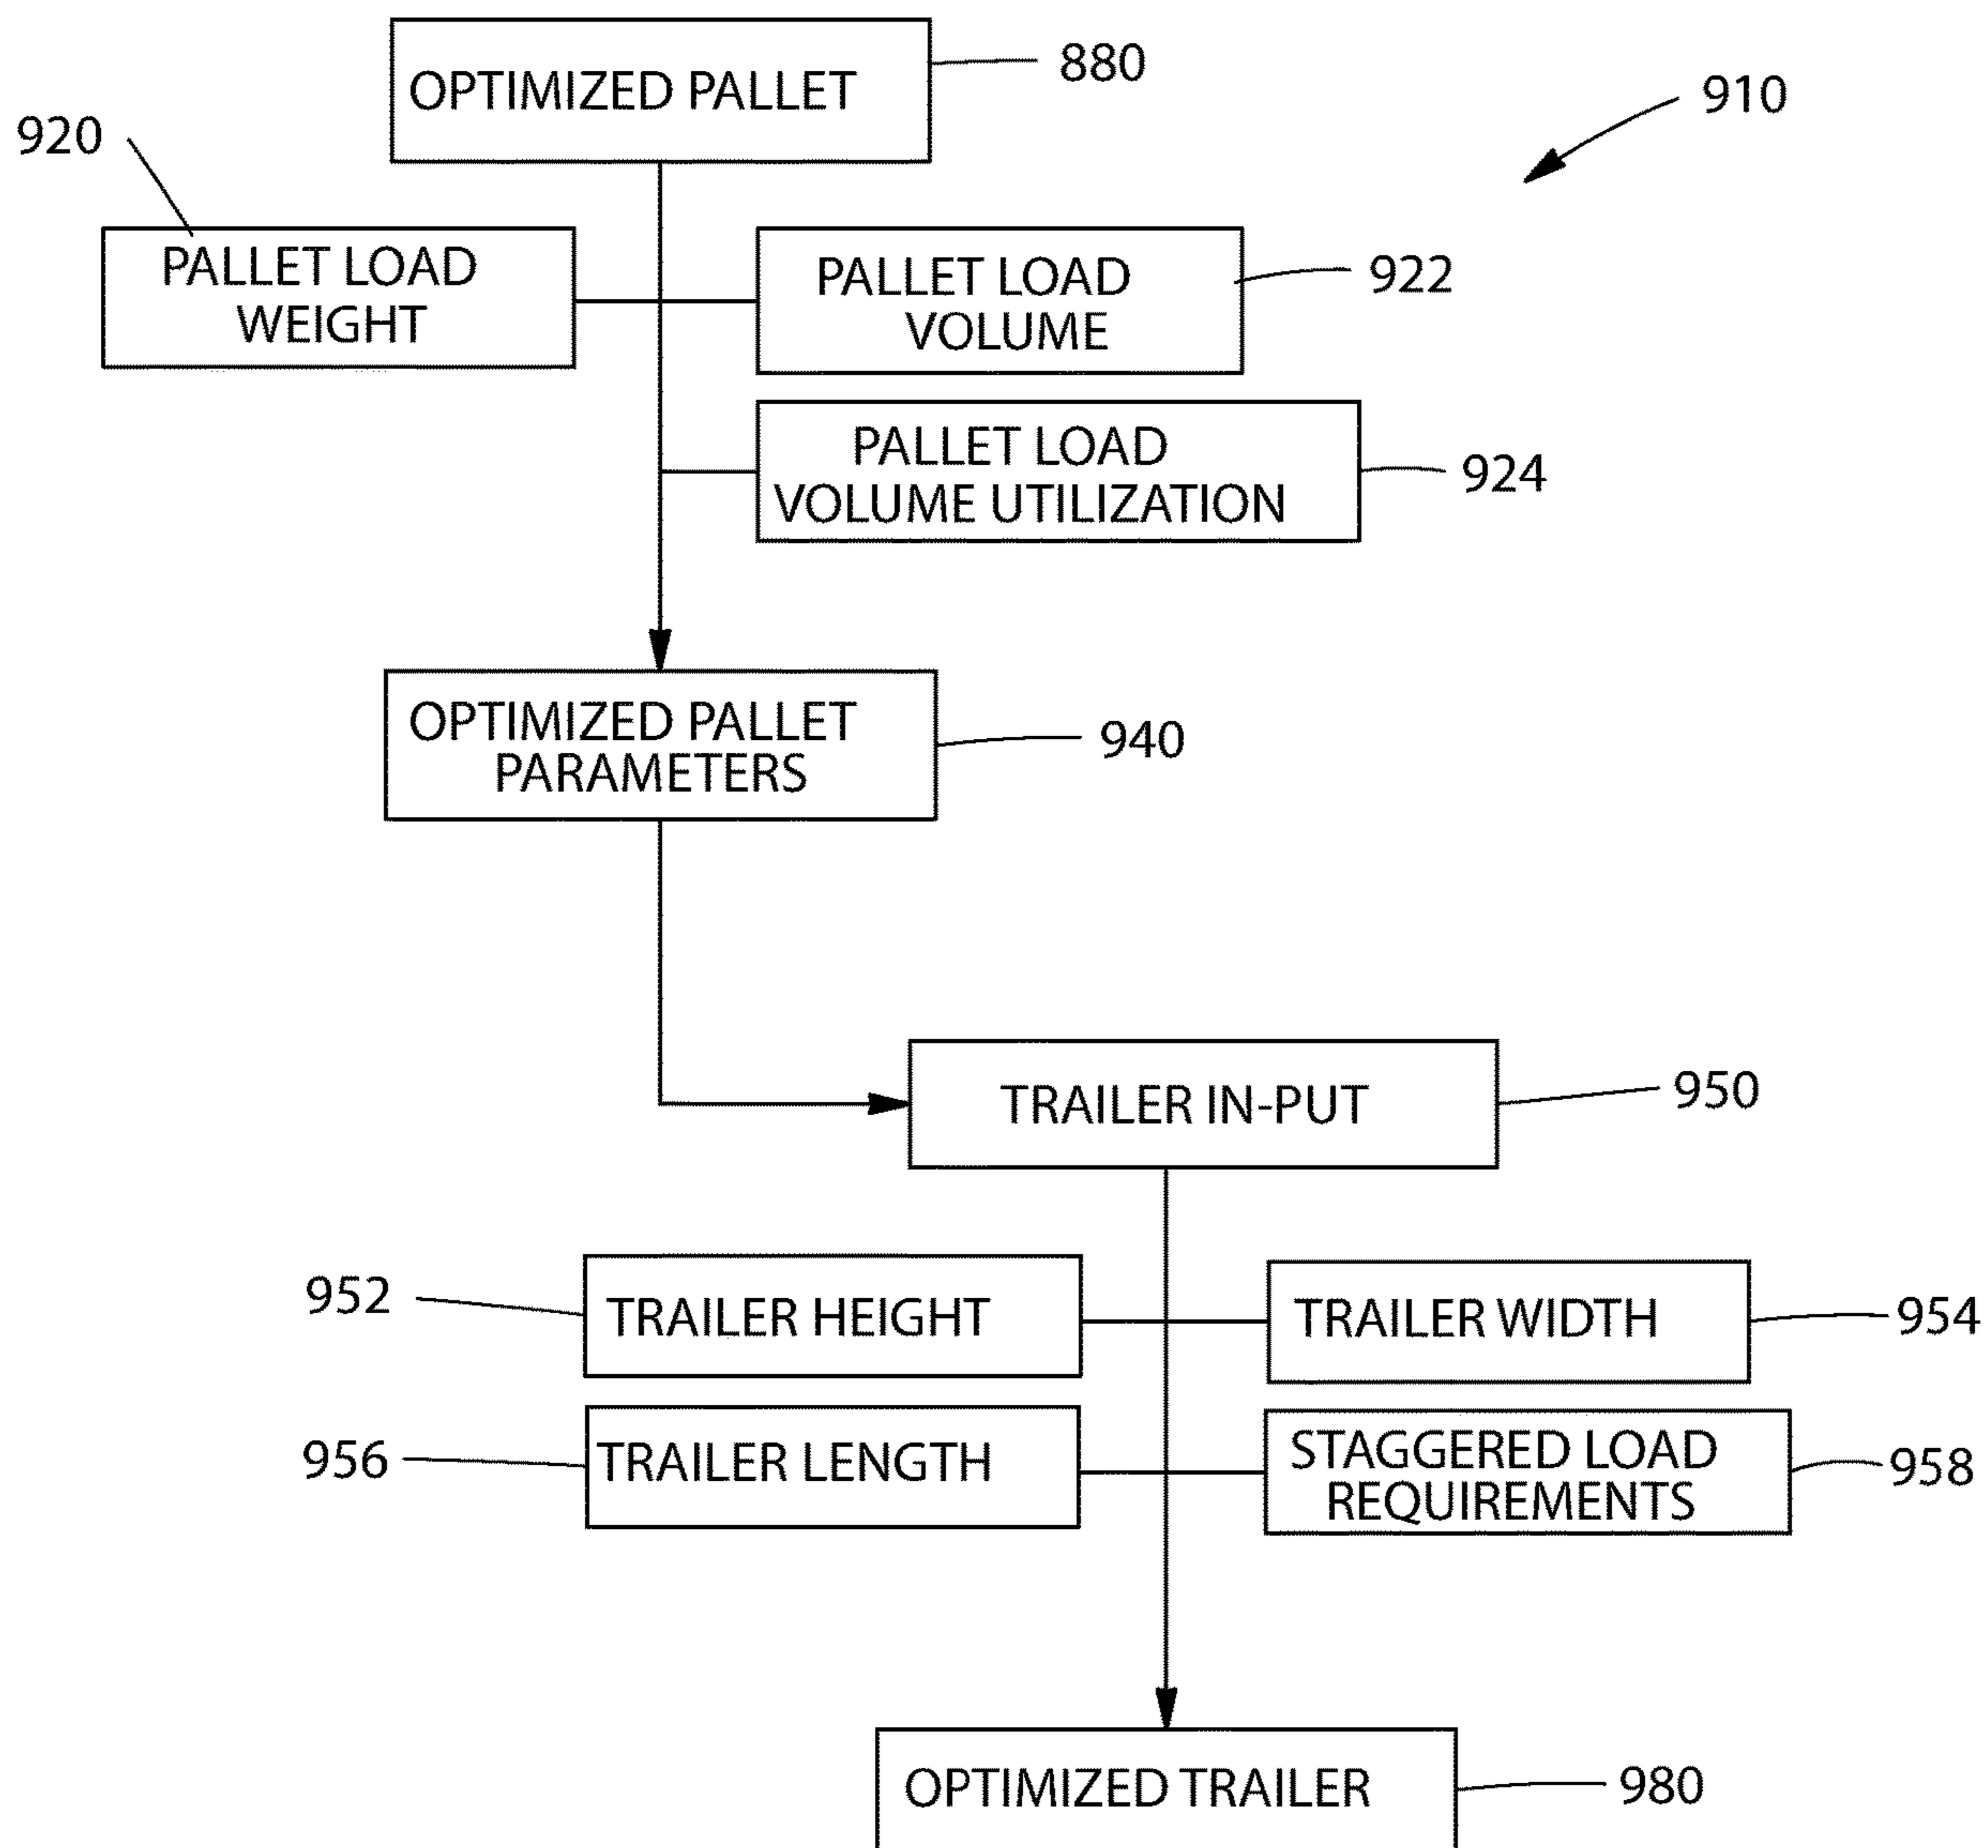 OPTIMIZED PALLET
880
910
920
PALLET LOAD
WEIGHT
PALLET LOAD
VOLUME
922
PALLET LOAD
VOLUME UTILIZATION
924
OPTIMIZED PALLET
PARAMETERS
940
TRAILER IN-PUT
950
952
TRAILER HEIGHT
TRAILER WIDTH
954
956
TRAILER LENGTH
STAGGERED LOAD
REQUIREMENTS
958
OPTIMIZED TRAILER
980